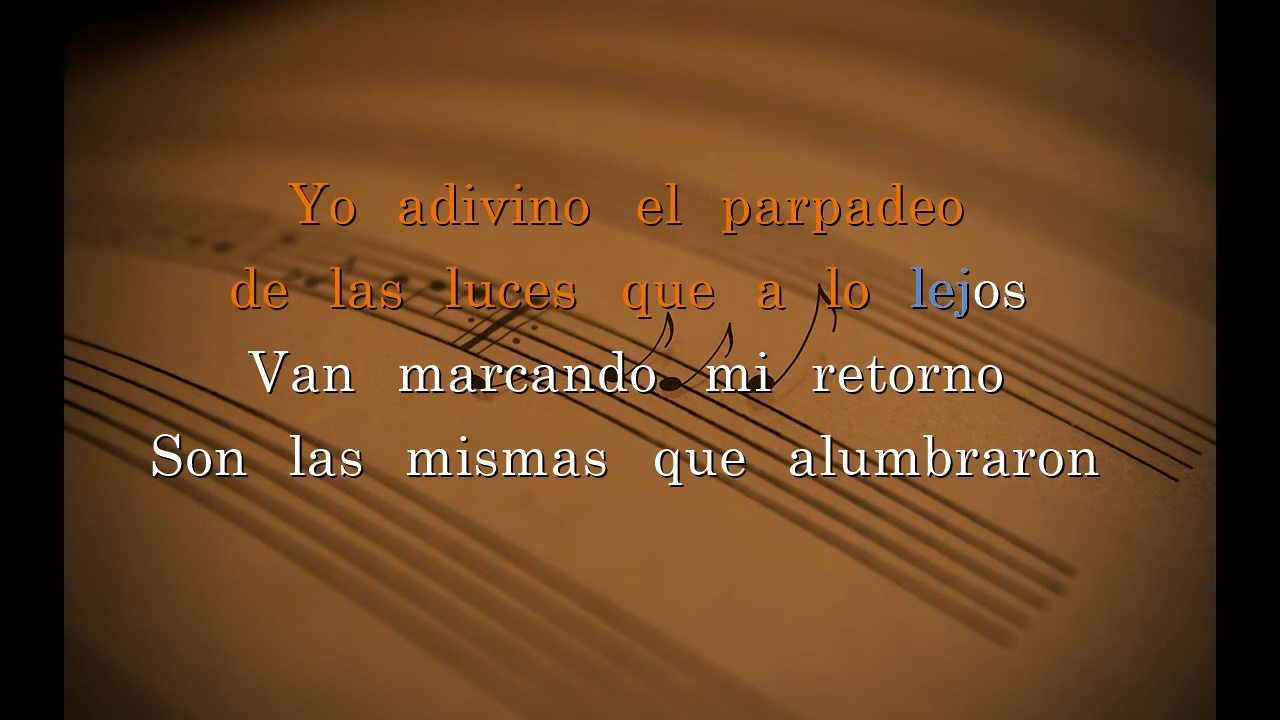 Yo adivino el parpadeo
de las luces que a lo lejos
Van marcando mi retorno
Son las mismas que alumbraron